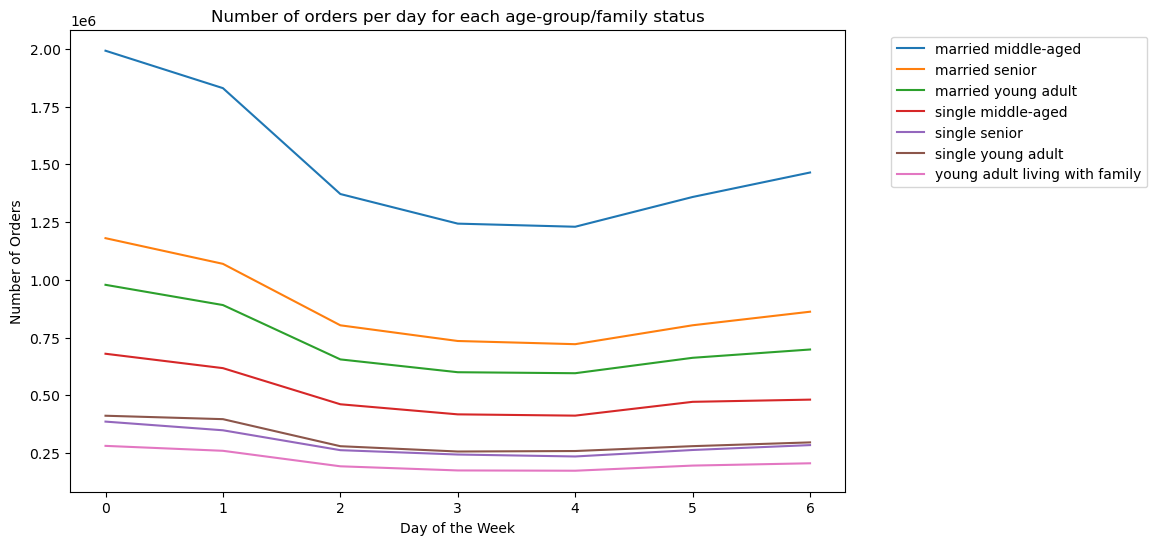 Number of orders per day for each age-group/family status
1e6
2.00
1.75
1.50
1.25
1.00
0.75
0.50
0.25
Number of Orders
0 1 2 3 4 5 6
Day of the Week
married middle-aged
married senior
married young adult
single middle-aged
single senior
single young adult
young adult living with family